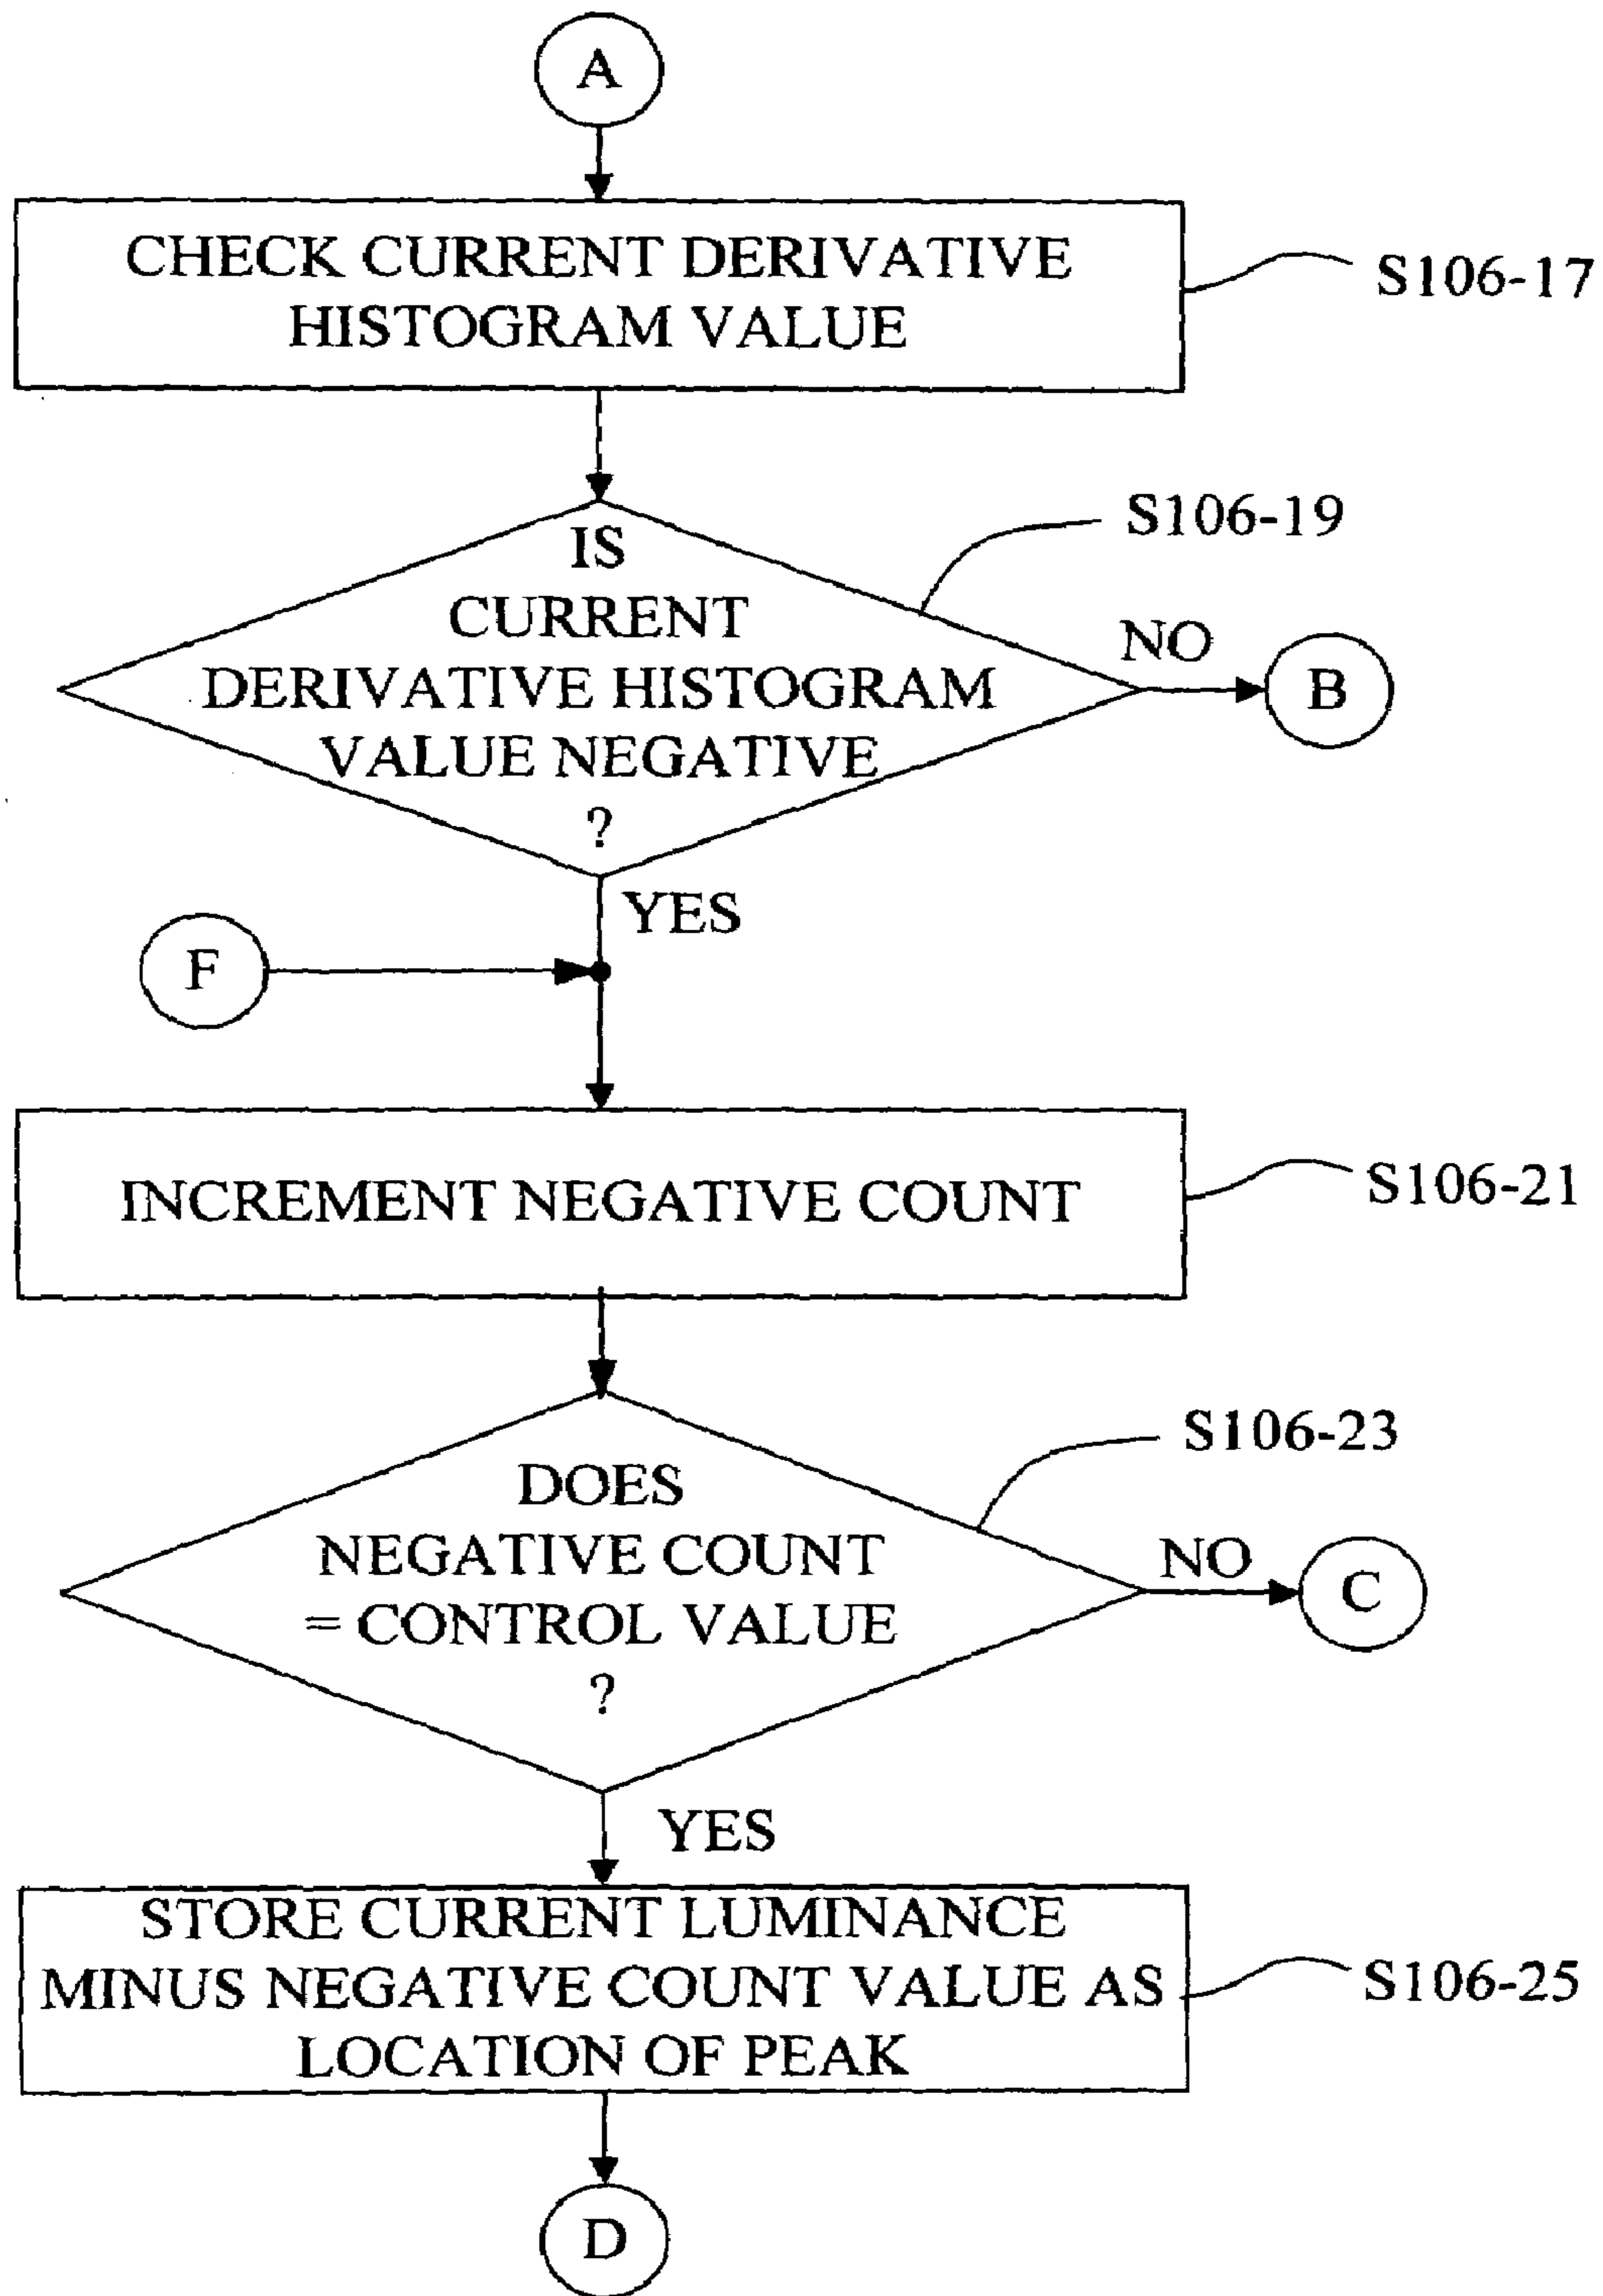 A
CHECK CURRENT DERIVATIVE
HISTOGRAM VALUE
S106-17
S106-19
IS
CURRENT
DERIVATIVE HISTOGRAM
VALUE NEGATIVE
?
NO
B
YES
F
INCREMENT NEGATIVE COUNT
S106-21
S106-23
DOES
NEGATIVE COUNT
= CONTROL VALUE
?
NO
C
YES
STORE CURRENT LUMINANCE
MINUS NEGATIVE COUNT VALUE AS
LOCATION OF PEAK
S106-25
D